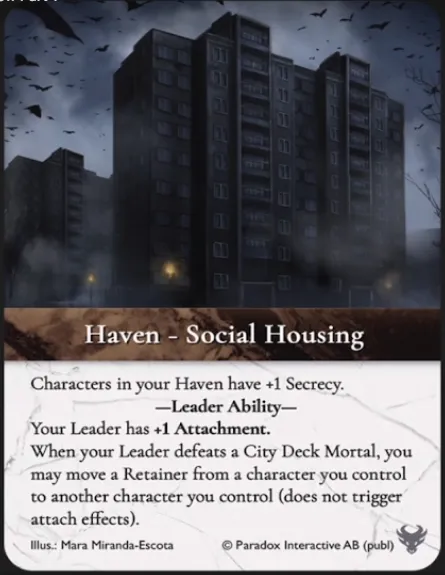 Haven - Social Housing
Characters in your Haven have +1 Secrecy.
—Leader Ability—
Your Leader has +1 Attachment.
When your Leader defeats a City Deck Mortal, you
may move a Retainer from a character you control
to another character you control (does not trigger
attach effects).
Illus.: Mara Miranda-Escota © Paradox Interactive AB (publ)